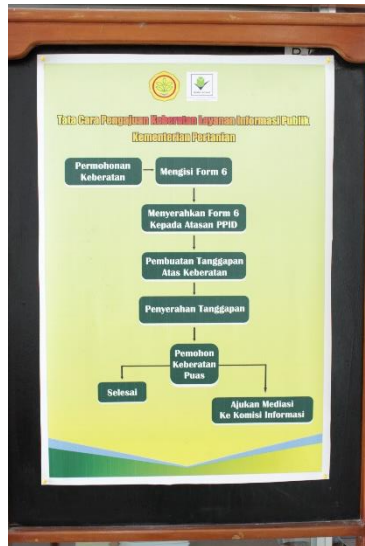 Tata Cara Pengajuan Keberatan Layanan Informasi Publik
Kementerian Pertanian
Permohonan
Keberatan
Mengisi Form 6
Menyerahkan Form 6
Kepada Atasan PPID
Pembuatan Tanggapan
Atas Keberatan
Penyerahan Tanggapan
Pemohon
Keberatan
Puas
Selesai
Ajukan Mediasi
Ke Komisi Informasi